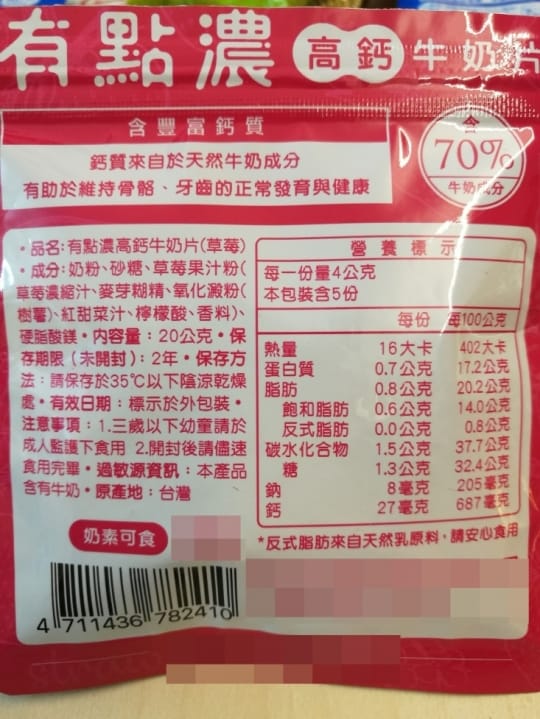 有點濃 高鈣牛奶片
含豐富鈣質
鈣質來自於天然牛奶成分
有助於維持骨骼、牙齒的正常發育與健康
含
70%
牛奶成分
•品名:有點濃高鈣牛奶片(草莓)
•成分:奶粉、砂糖、草莓果汁粉(
草莓濃縮汁、麥芽糊精、氧化澱粉(
樹薯)、紅甜菜汁、檸檬酸、香料)、
硬脂酸鎂•內容量:20公克•保
存期限(未開封):2年•保存方
法:請保存於35℃以下陰涼乾燥
處•有效日期:標示於外包裝•
注意事項:1.三歲以下幼童請於
成人監護下食用 2.開封後請儘速
食用完畢•過敏源資訊:本產品
含有牛奶•原產地:台灣
營養標示
每一份量4公克
本包裝含5份
每份 每100公克
熱量 16大卡 402大卡
蛋白質 0.7公克 17.2公克
脂肪 0.8公克 20.2公克
飽和脂肪 0.6公克 14.0公克
反式脂肪 0.0公克 0.8公克
碳水化合物 1.5公克 37.7公克
糖 1.3公克 32.4公克
鈉 8毫克 205毫克
鈣 27毫克 687毫克
*反式脂肪來自天然乳原料,請安心食用
奶素可食
4 711436 782410